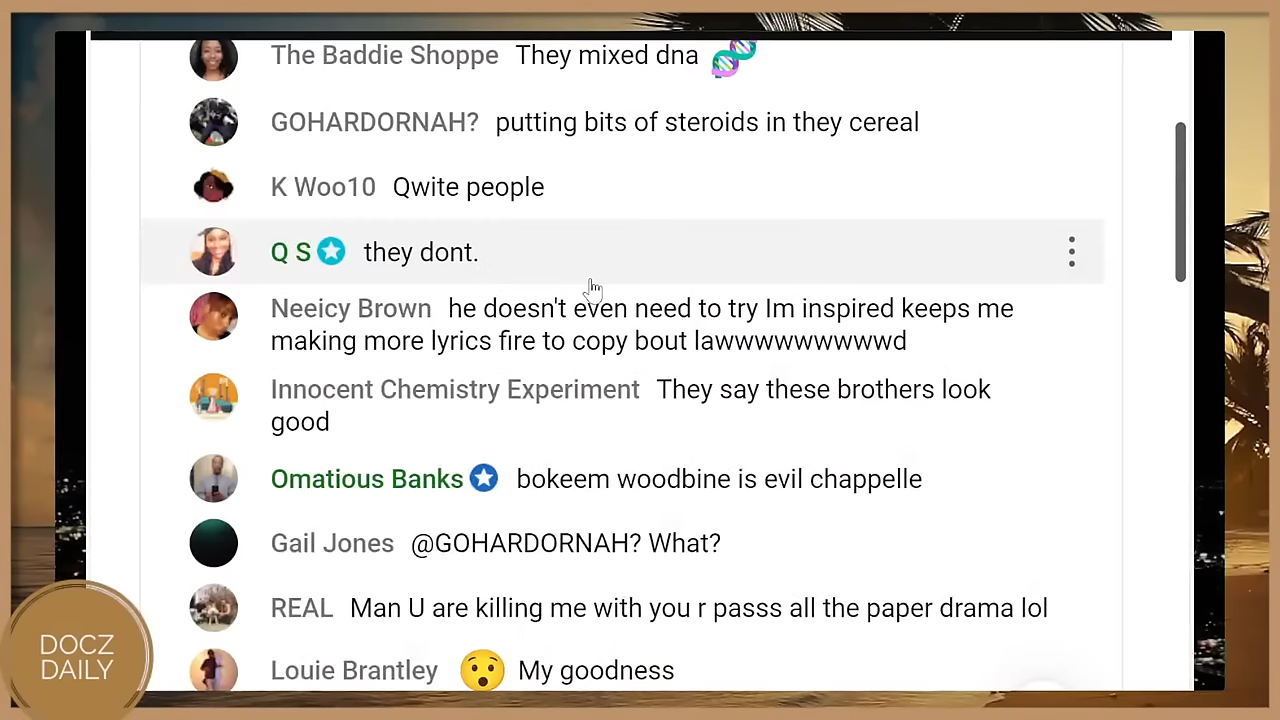 The Baddie Shoppe They mixed dna 🧬
GOHARDORNAH? putting bits of steroids in they cereal
K Woo10 Qwite people
Q S they dont.
Neeicy Brown he doesn't even need to try Im inspired keeps me
making more lyrics fire to copy bout lawwwwwwwwwd
Innocent Chemistry Experiment They say these brothers look
good
Omatious Banks bokeem woodbine is evil chappelle
Gail Jones @GOHARDORNAH? What?
REAL Man U are killing me with you r passs all the paper drama lol
Louie Brantley 😯 My goodness
DOCZ
DAILY